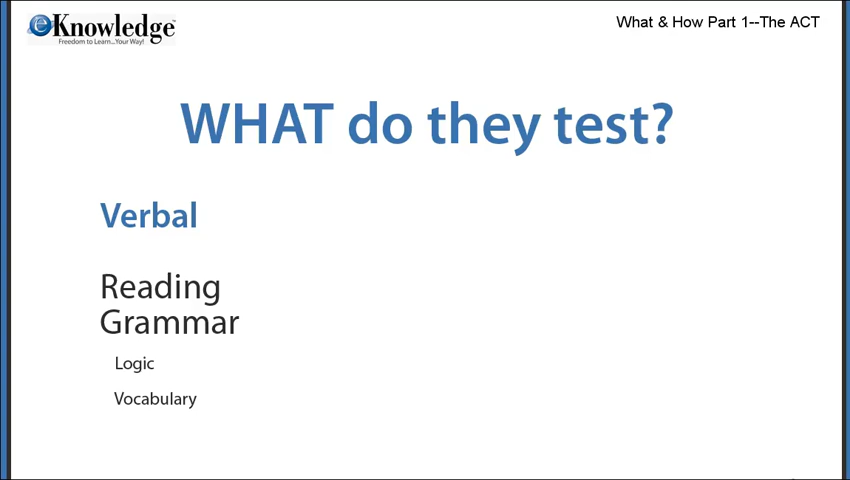 eKnowledge™
Freedom to Learn...Your Way!
What & How Part 1--The ACT
WHAT do they test?
Verbal
Reading
Grammar
Logic
Vocabulary